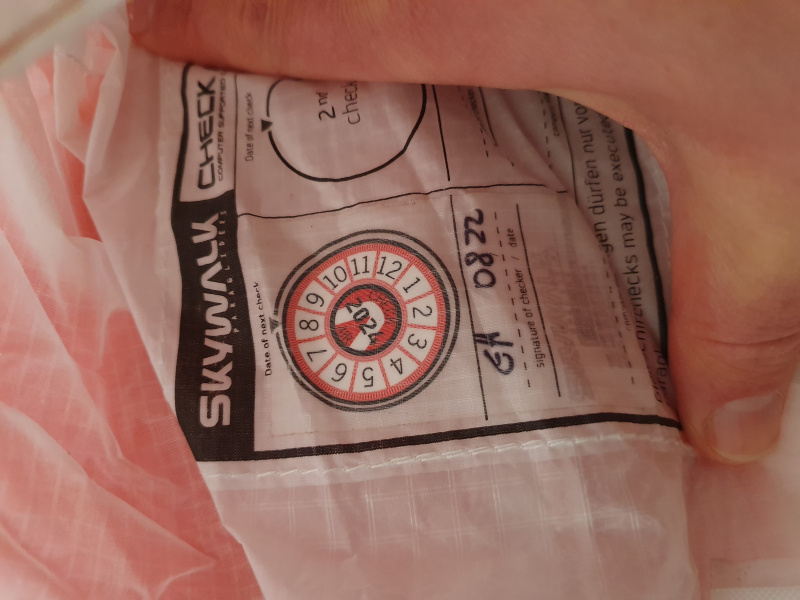 SKYWALK
PARAGLIDERS
CHECK
COMPUTER SUPPORTED
Date of next check
1 2 3 4 5 6 7 8 9 10 11 12
2024
GH 0822
signature of checker / date
Date of next check
2nd
check
gen dürfen nur vo
checks may be execute